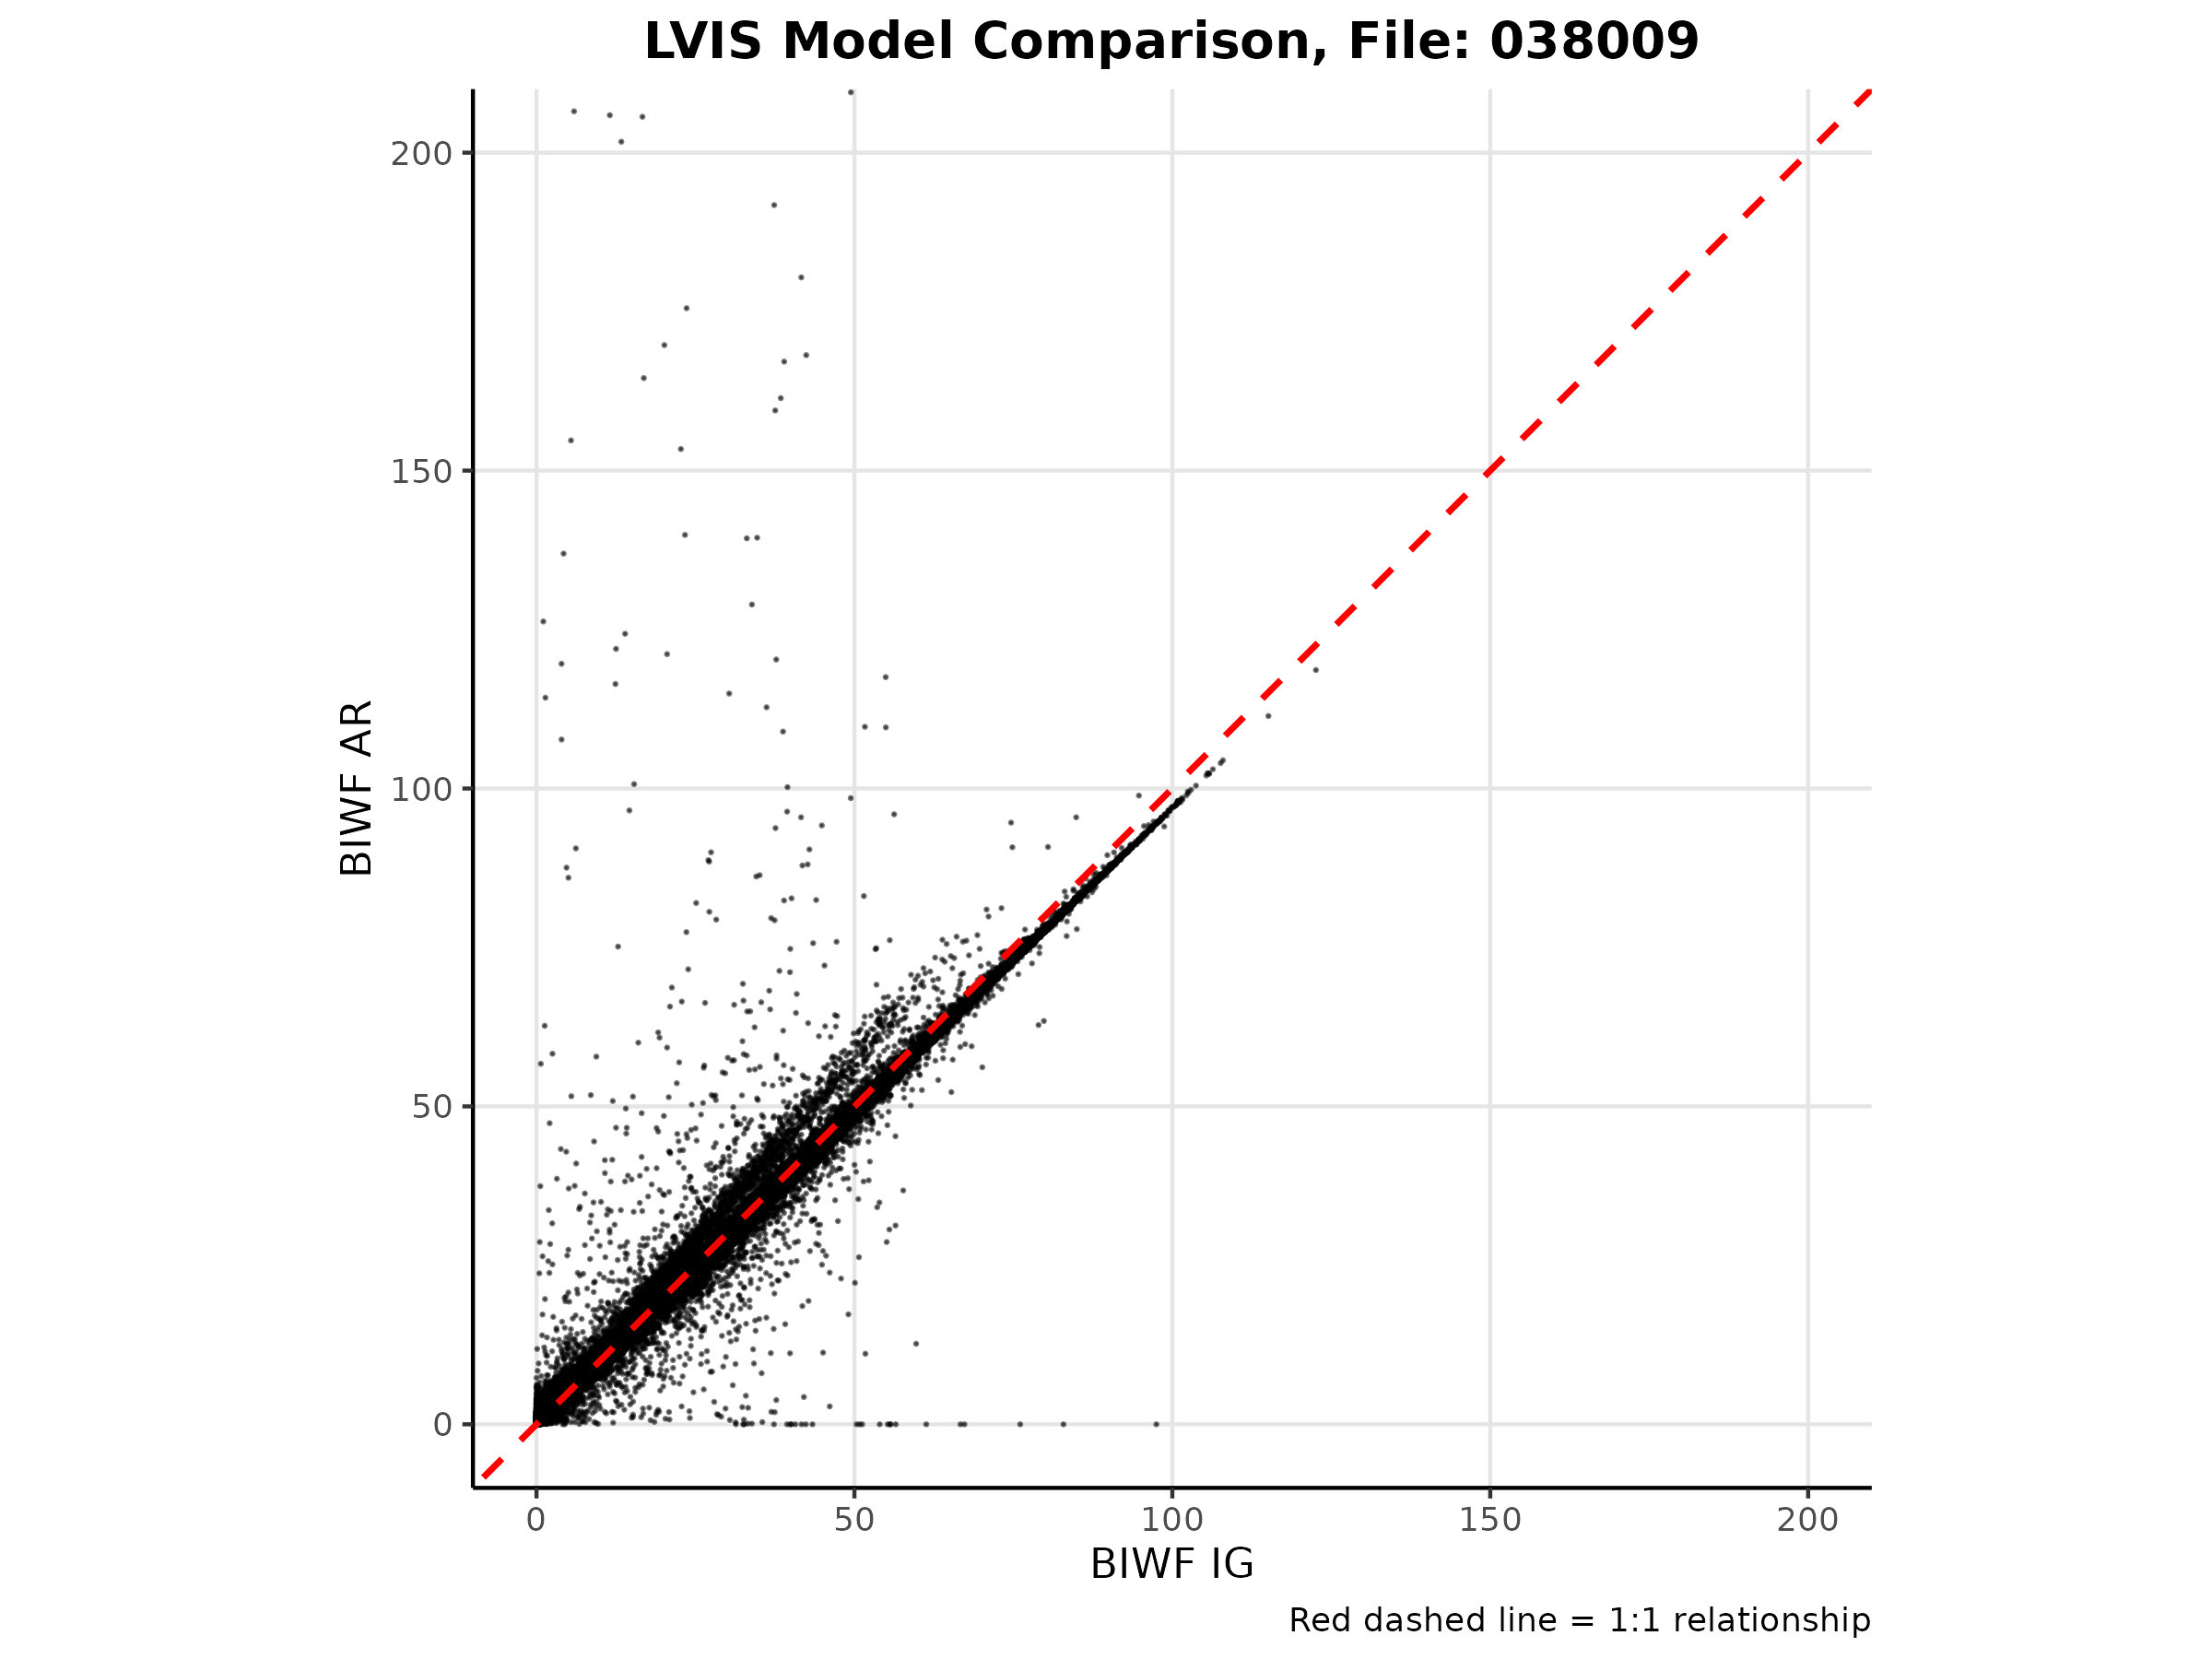 LVIS Model Comparison, File: 038009
BIWF AR
200
150
100
50
0
0 50 100 150 200
BIWF IG
Red dashed line = 1:1 relationship